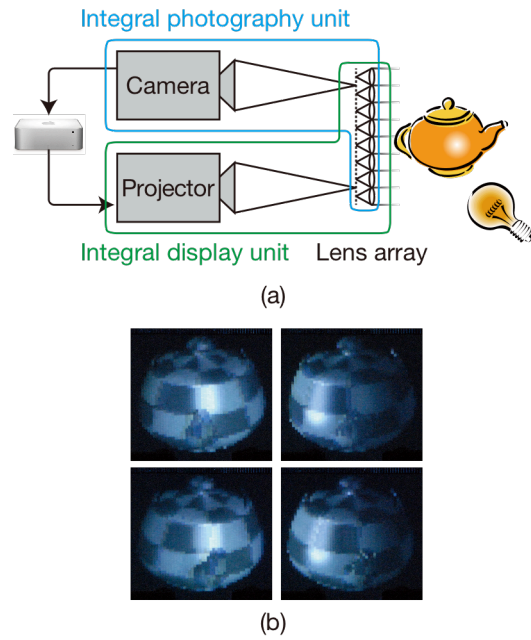 Integral photography unit
Camera
Projector
Integral display unit
Lens array
(a)
(b)